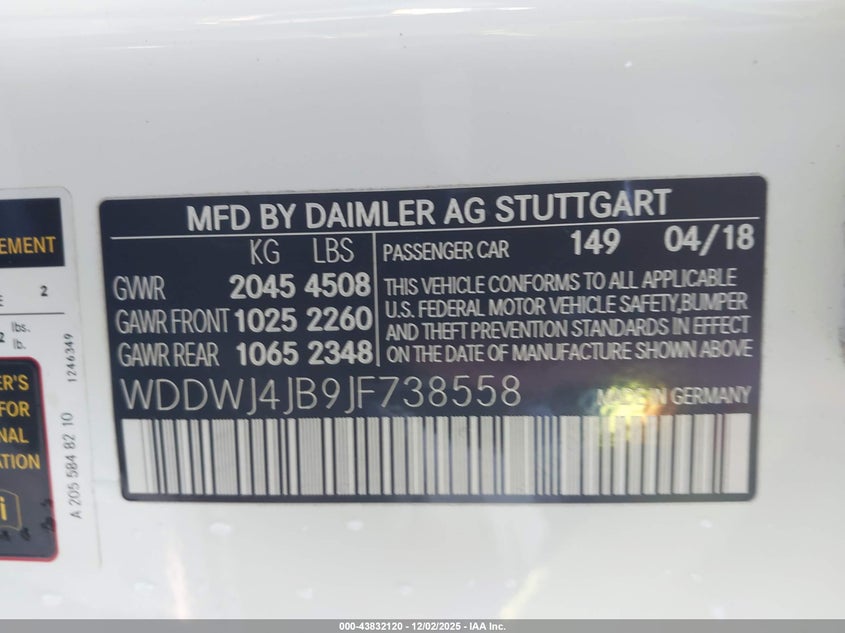 MFD BY DAIMLER AG STUTTGART
KG LBS
GVWR 2045 4508
GAWR FRONT 1025 2260
GAWR REAR 1065 2348
PASSENGER CAR 149 04/18
THIS VEHICLE CONFORMS TO ALL APPLICABLE
U.S. FEDERAL MOTOR VEHICLE SAFETY, BUMPER
AND THEFT PREVENTION STANDARDS IN EFFECT
ON THE DATE OF MANUFACTURE SHOWN ABOVE
WDDWJ4JB9JF738558
MADE IN GERMANY
EMENT
E 2
2 lbs.
lb.
ER'S
FOR
NAL
ATION
i
1246349
A 205 584 82 10
000-43832120 - 12/02/2025 - IAA Inc.